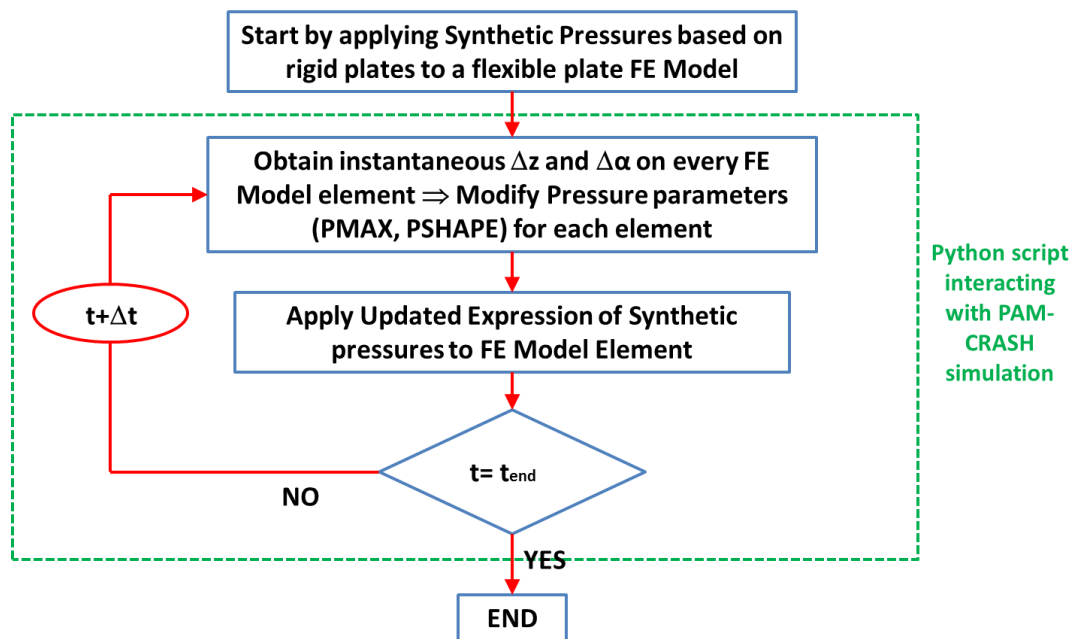 Start by applying Synthetic Pressures based on
rigid plates to a flexible plate FE Model
Obtain instantaneous Δz and Δα on every FE
Model element ⇒ Modify Pressure parameters
(PMAX, PSHAPE) for each element
Python script
interacting
with PAM-
CRASH
simulation
t+Δt
Apply Updated Expression of Synthetic
pressures to FE Model Element
t= tend
NO
YES
END